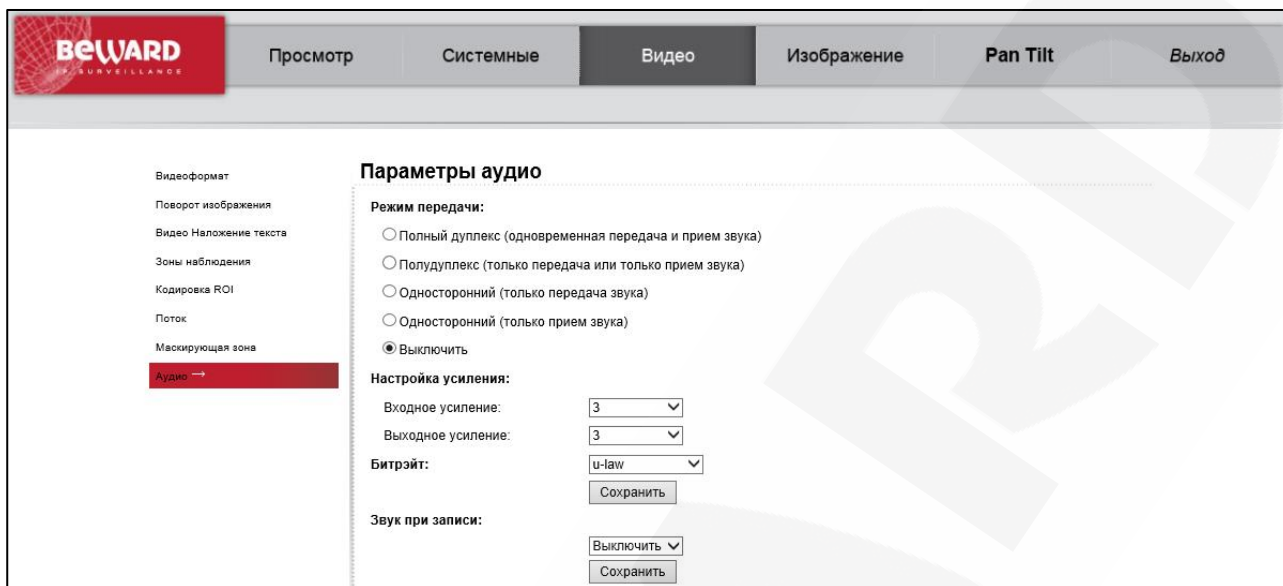 BEWARD
IP SURVEILLANCE
Просмотр
Системные
Видео
Изображение
Pan Tilt
Выход
Видеоформат
Поворот изображения
Видео Наложение текста
Зоны наблюдения
Кодировка ROI
Поток
Маскирующая зона
Аудио →
Параметры аудио
Режим передачи:
Полный дуплекс (одновременная передача и прием звука)
Полудуплекс (только передача или только прием звука)
Односторонний (только передача звука)
Односторонний (только прием звука)
Выключить
Настройка усиления:
Входное усиление: 3
Выходное усиление: 3
Битрэйт: u-law
Сохранить
Звук при записи:
Выключить
Сохранить